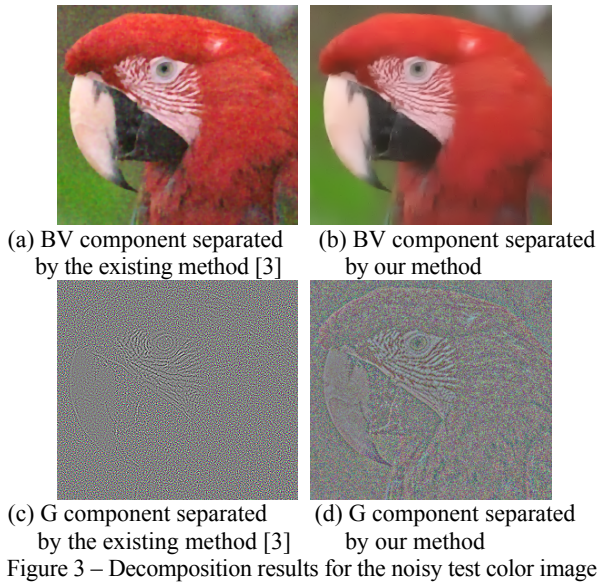 (a) BV component separated
by the existing method [3]
(b) BV component separated
by our method
(c) G component separated
by the existing method [3]
(d) G component separated
by our method
Figure 3 – Decomposition results for the noisy test color image